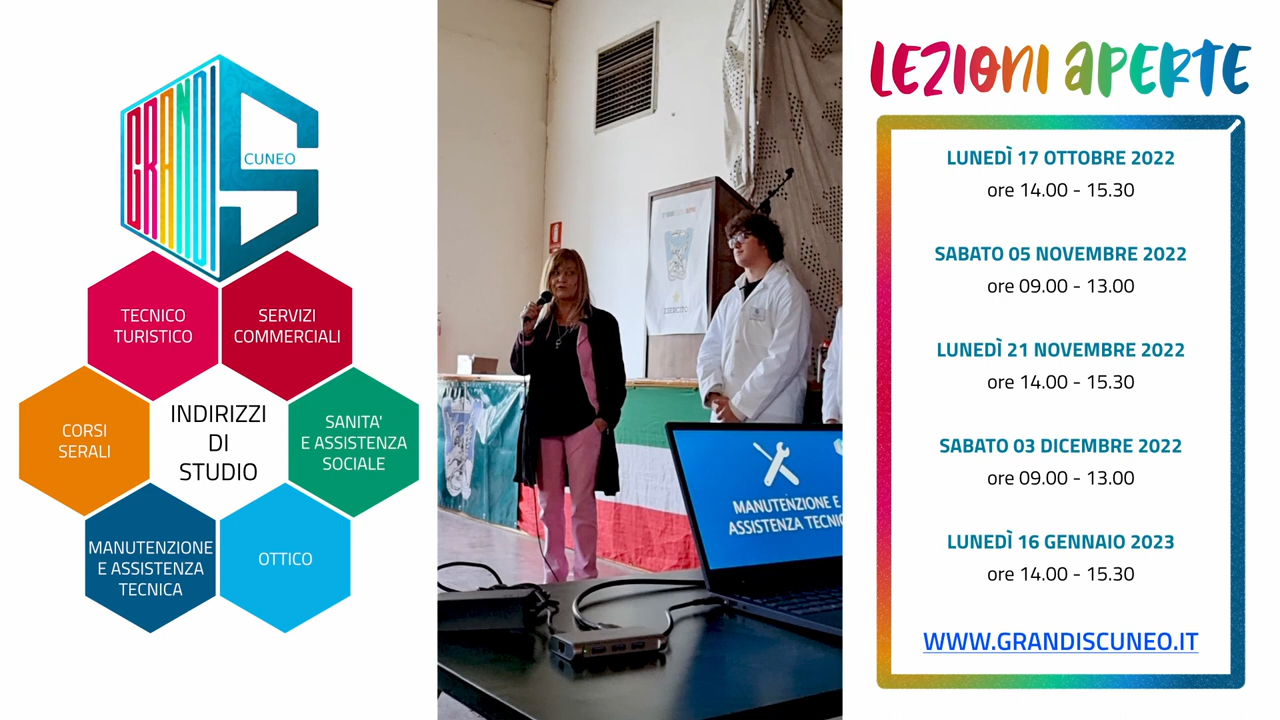 GRANDI
CUNEO
TECNICO
TURISTICO
SERVIZI
COMMERCIALI
CORSI
SERALI
INDIRIZZI
DI
STUDIO
SANITA'
E ASSISTENZA
SOCIALE
MANUTENZIONE
E ASSISTENZA
TECNICA
OTTICO
ESERCITO
MANUTENZIONE E
ASSISTENZA TECNIC
LEZIONI APERTE
LUNEDÌ 17 OTTOBRE 2022
ore 14.00 - 15.30
SABATO 05 NOVEMBRE 2022
ore 09.00 - 13.00
LUNEDÌ 21 NOVEMBRE 2022
ore 14.00 - 15.30
SABATO 03 DICEMBRE 2022
ore 09.00 - 13.00
LUNEDÌ 16 GENNAIO 2023
ore 14.00 - 15.30
WWW.GRANDISCUNEO.IT